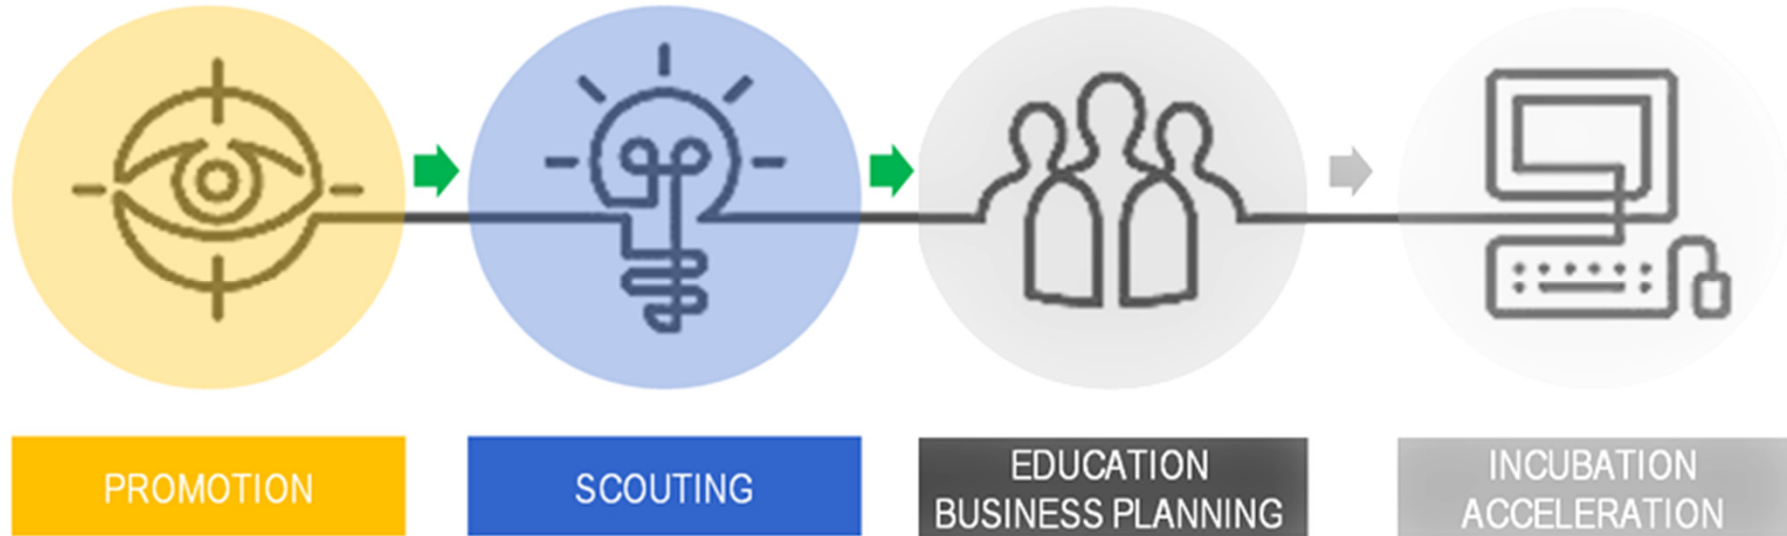 PROMOTION
SCOUTING
EDUCATION
BUSINESS PLANNING
INCUBATION
ACCELERATION